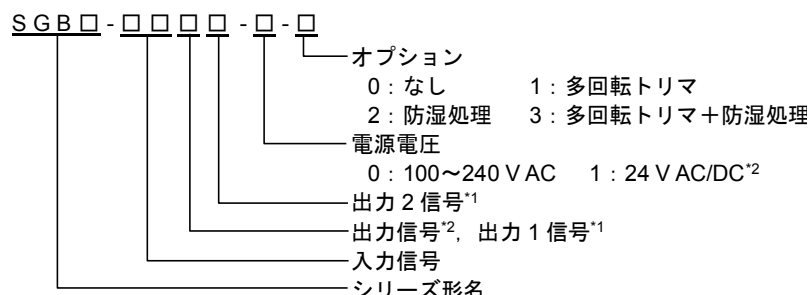 SGB□-□□□□-□-□
オプション
0：なし 1：多回転トリマ
2：防湿処理 3：多回転トリマ＋防湿処理
電源電圧
0：100～240 V AC 1：24 V AC/DC*2
出力 2 信号*1
出力信号*2，出力 1 信号*1
入力信号
シリーズ形名